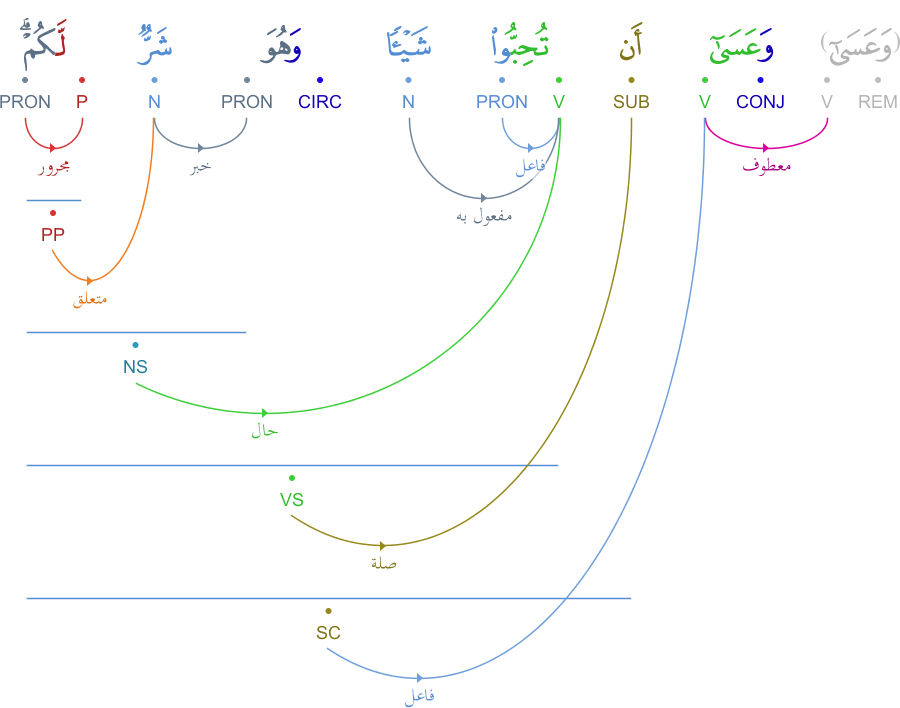 (وَعَسَىٰٓ) وَعَسَىٰٓ أَن تُحِبُّوا۟ شَيْـًٔا وَهُوَ شَرٌّ لَّكُمْ ۗ
REM V CONJ V SUB V PRON N CIRC PRON N P PRON
معطوف فاعل خبر مجرور
مفعول به
PP
متعلق
NS
حال
VS
صلة
SC
فاعل